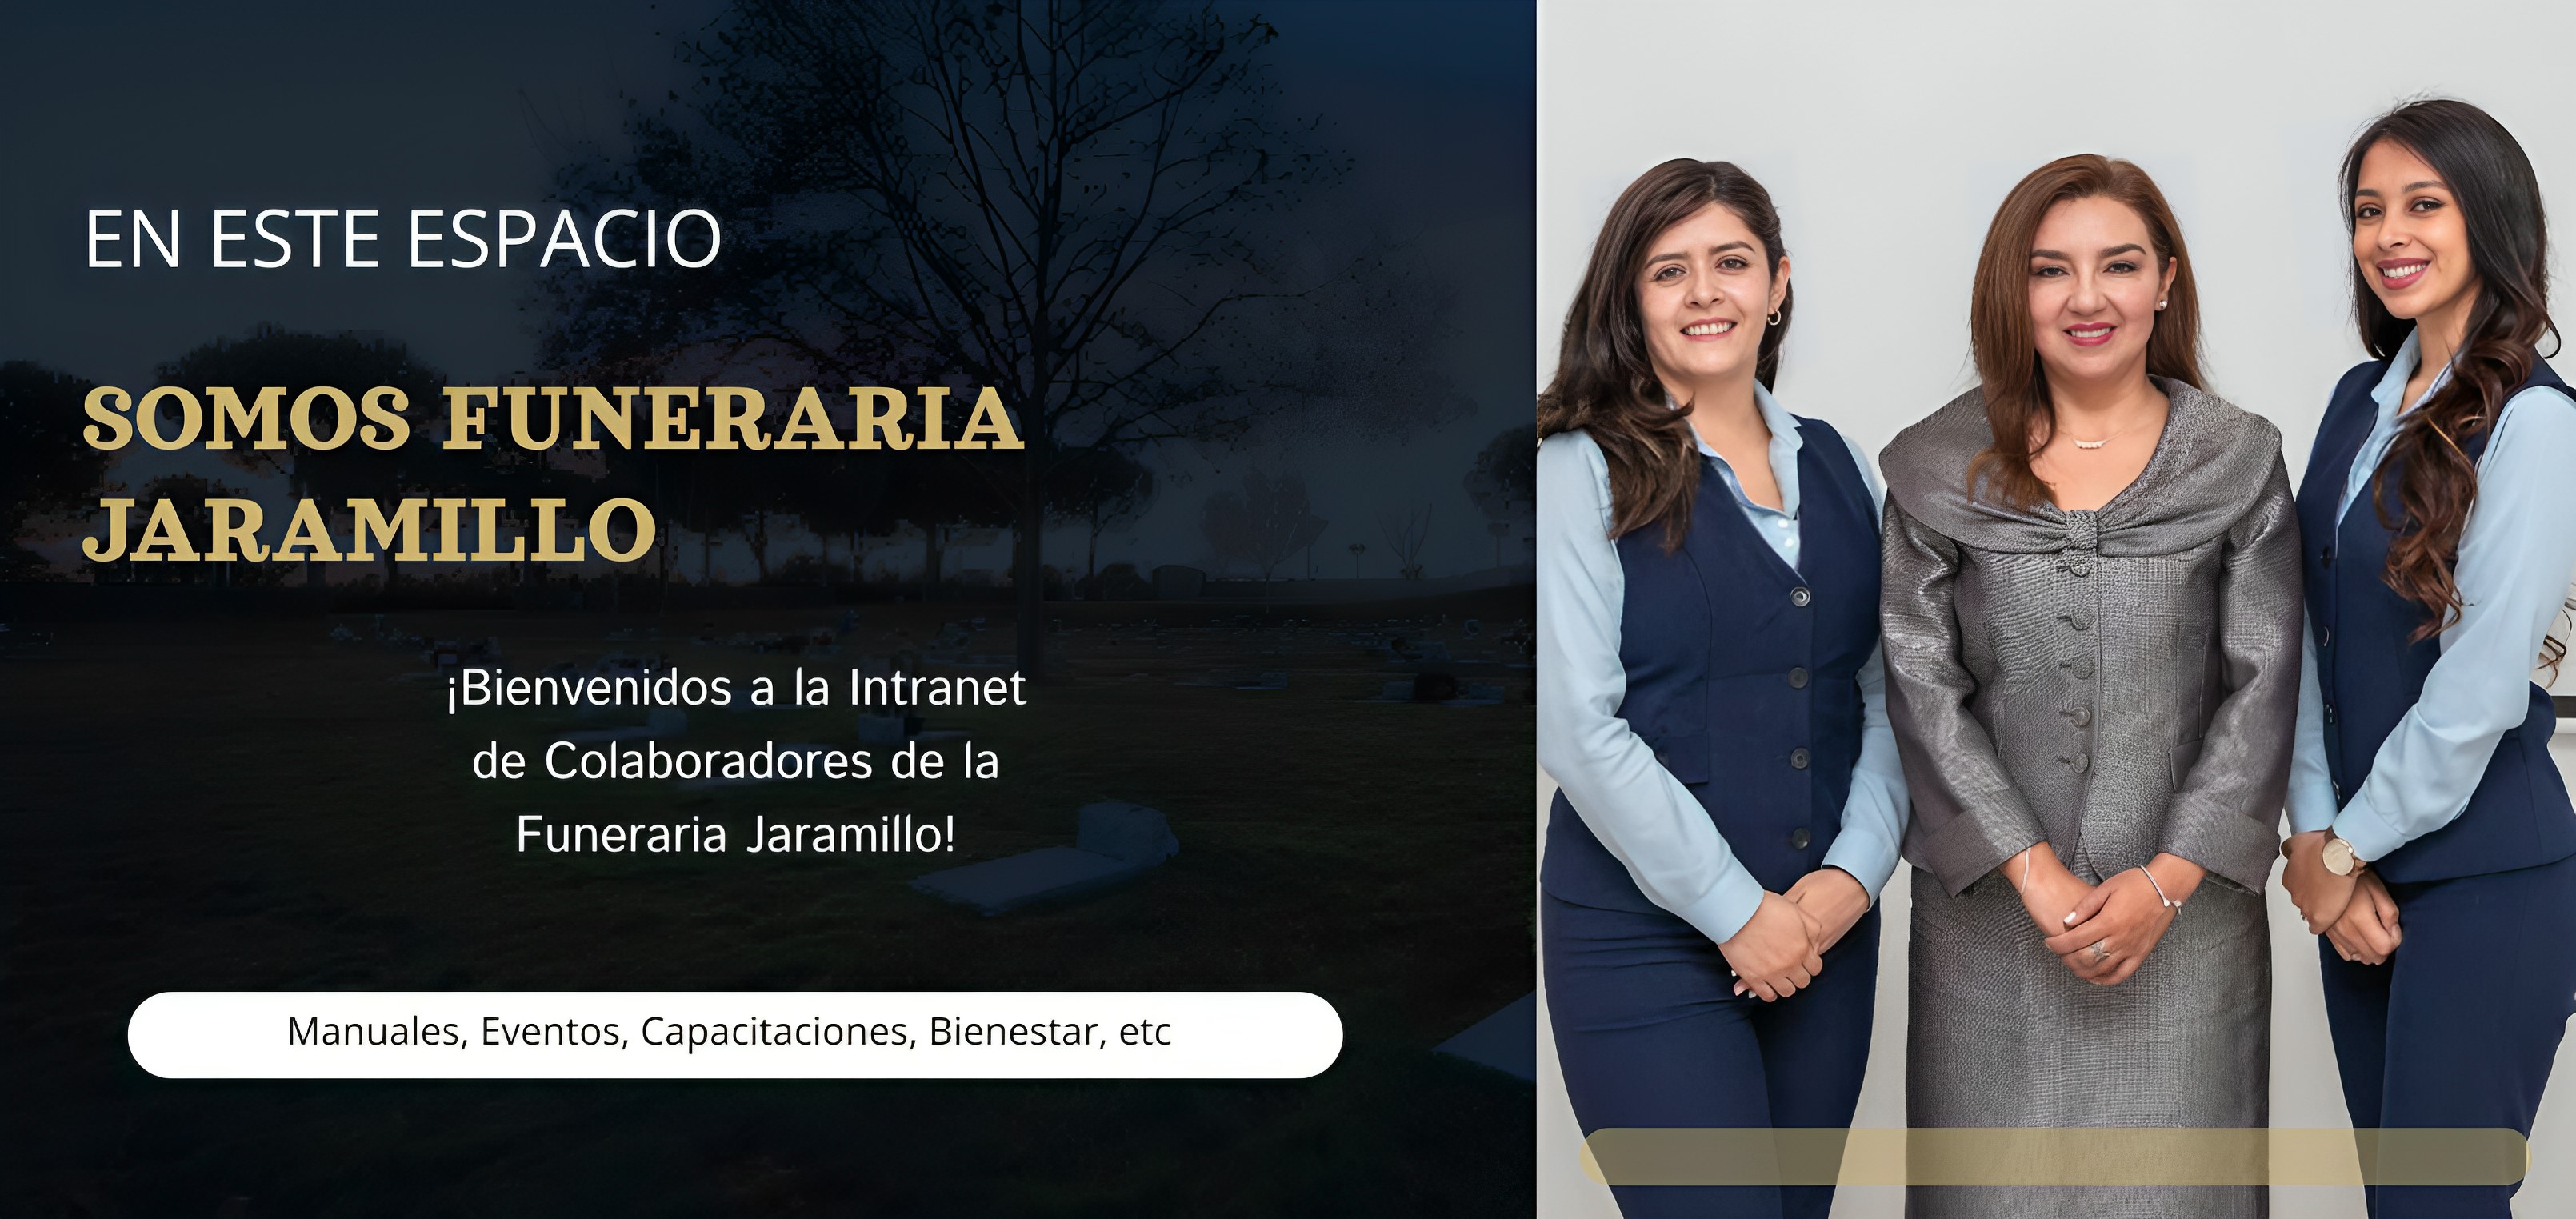 EN ESTE ESPACIO
SOMOS FUNERARIA
JARAMILLO
¡Bienvenidos a la Intranet
de Colaboradores de la
Funeraria Jaramillo!
Manuales, Eventos, Capacitaciones, Bienestar, etc